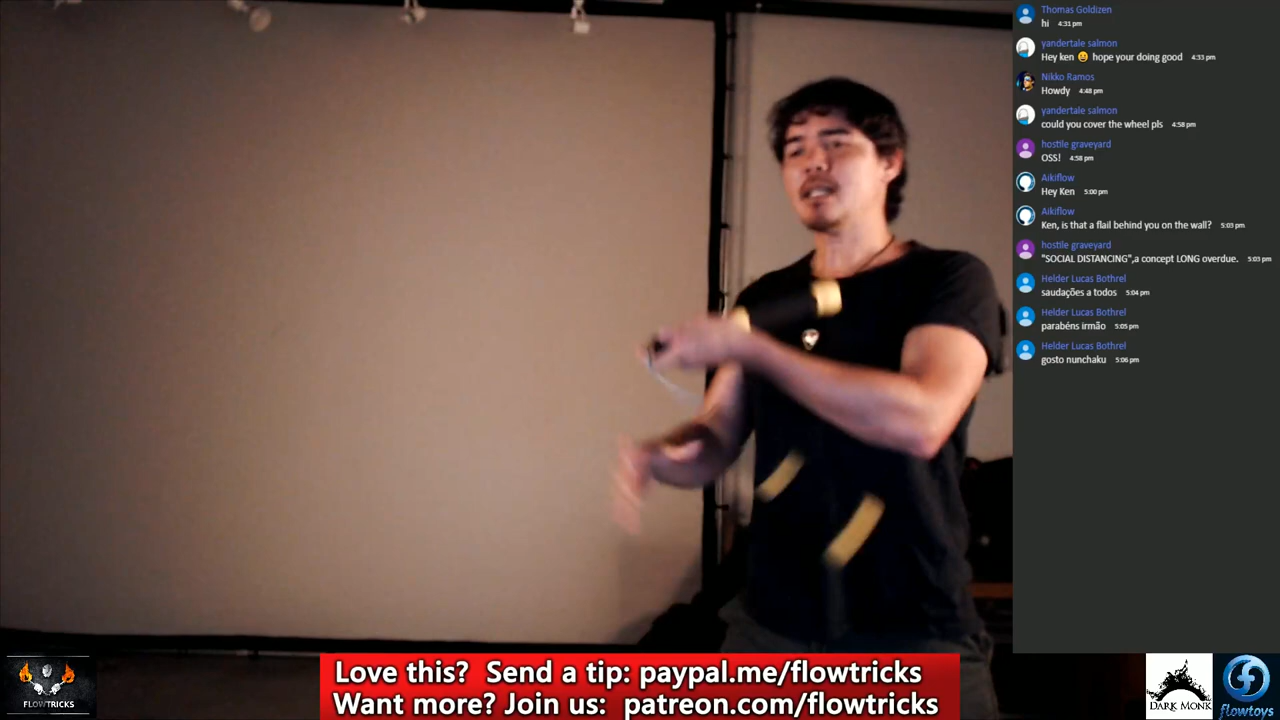 Thomas Goldizen
hi 4:31 pm
yandertale salmon
Hey ken 😀 hope your doing good 4:33 pm
Nikko Ramos
Howdy 4:48 pm
yandertale salmon
could you cover the wheel pls 4:58 pm
hostile graveyard
OSS! 4:58 pm
Aikiflow
Hey Ken 5:00 pm
Aikiflow
Ken, is that a flail behind you on the wall? 5:03 pm
hostile graveyard
"SOCIAL DISTANCING",a concept LONG overdue. 5:03 pm
Helder Lucas Bothrel
saudações a todos 5:04 pm
Helder Lucas Bothrel
parabéns irmão 5:05 pm
Helder Lucas Bothrel
gosto nunchaku 5:06 pm
FLOWTRICKS
Love this? Send a tip: paypal.me/flowtricks
Want more? Join us: patreon.com/flowtricks
DARK MONK
flowtoys